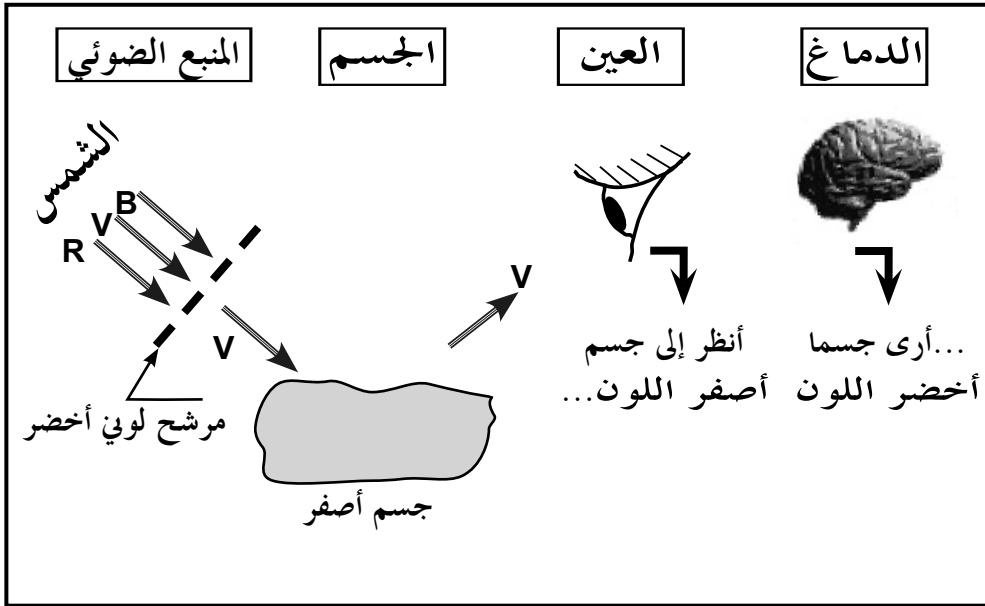 الدماغ
العين
الجسم
المنبع الضوئي
الشمس
B
V
R
V
V
مرشح لوني أخضر
جسم أصفر
أنظر إلى جسم
أصفر اللون...
...أرى جسما
أخضر اللون